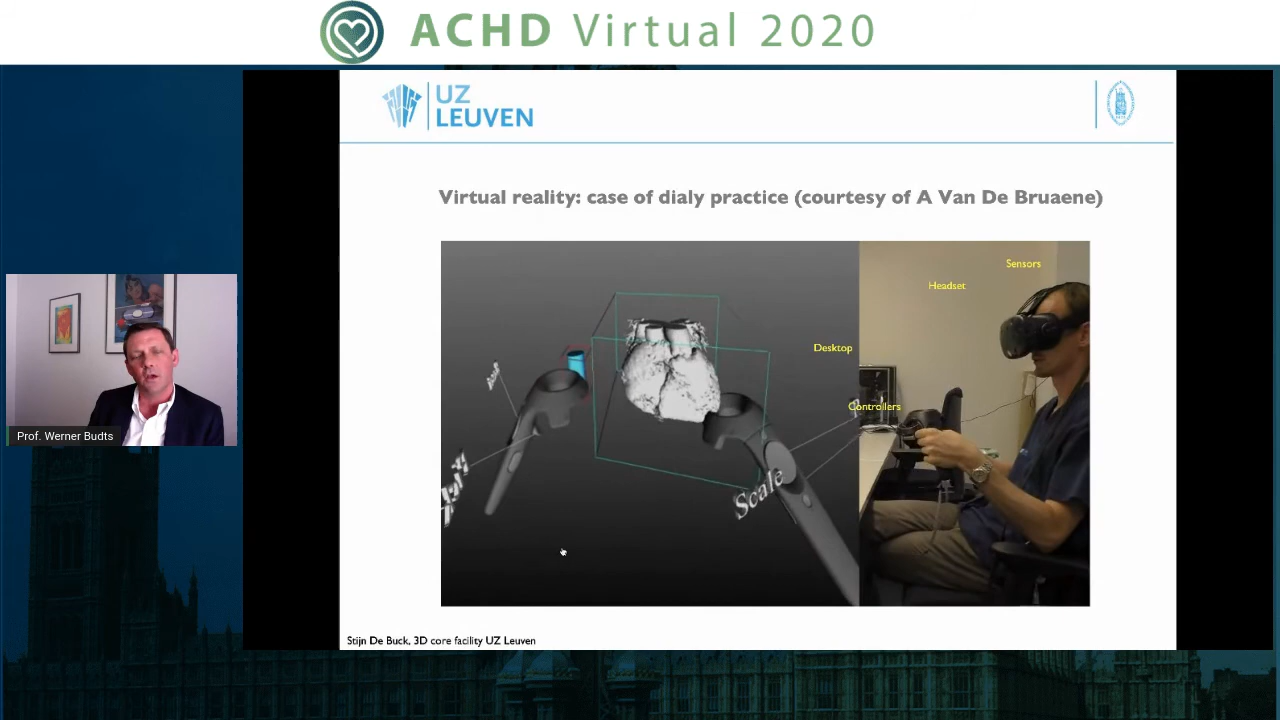 ACHD Virtual 2020
UZ
LEUVEN
Virtual reality: case of dialy practice (courtesy of A Van De Bruaene)
Sensors
Headset
Desktop
Controllers
Scale
Prof. Werner Budts
Stijn De Buck, 3D core facility UZ Leuven